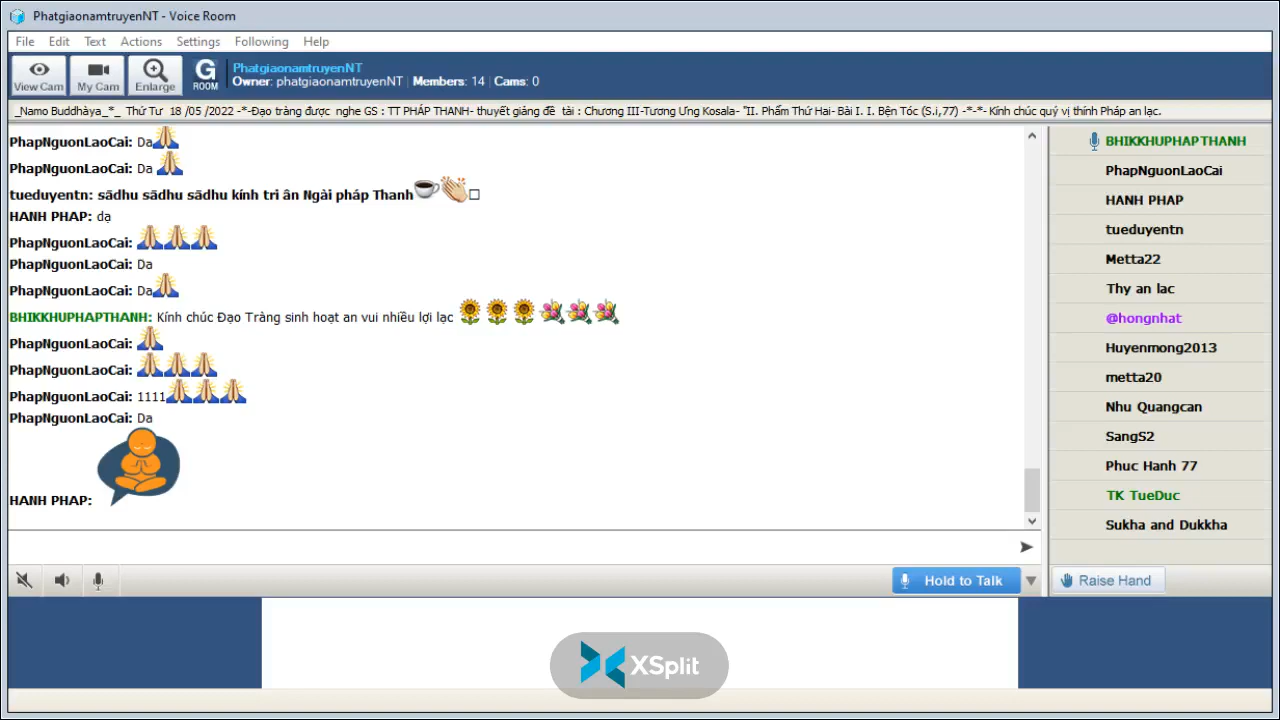 PhatgiaonamtruyenNT - Voice Room
File Edit Text Actions Settings Following Help
View Cam My Cam Enlarge G ROOM
PhatgiaonamtruyenNT
Owner: phatgiaonamtruyenNT | Members: 14 | Cams: 0
_Namo Buddhàya_*_ Thứ Tư 18 /05 /2022 -*-Đạo tràng được nghe GS : TT PHÁP THANH- thuyết giảng đề tài : Chương III-Tương Ưng Kosala- "II. Phẩm Thứ Hai- Bài I. I. Bện Tóc (S.i,77) -*-*- Kính chúc quý vị thính Pháp an lạc.
PhapNguonLaoCai: Da🙏
PhapNguonLaoCai: Da 🙏
tueduyentn: sādhu sādhu sādhu kính tri ân Ngài pháp Thanh☕👏□
HANH PHAP: dạ
PhapNguonLaoCai: 🙏🙏🙏
PhapNguonLaoCai: Da
PhapNguonLaoCai: Da🙏
BHIKKHUPHAPTHANH: Kính chúc Đạo Tràng sinh hoạt an vui nhiều lợi lạc 🌻🌻🌻💐💐💐
PhapNguonLaoCai: 🙏
PhapNguonLaoCai: 🙏🙏🙏
PhapNguonLaoCai: 1111🙏🙏🙏
PhapNguonLaoCai: Da
HANH PHAP:
BHIKKHUPHAPTHANH
PhapNguonLaoCai
HANH PHAP
tueduyentn
Metta22
Thy an lac
@hongnhat
Huyenmong2013
metta20
Nhu Quangcan
SangS2
Phuc Hanh 77
TK TueDuc
Sukha and Dukkha
Hold to Talk
Raise Hand
XSplit